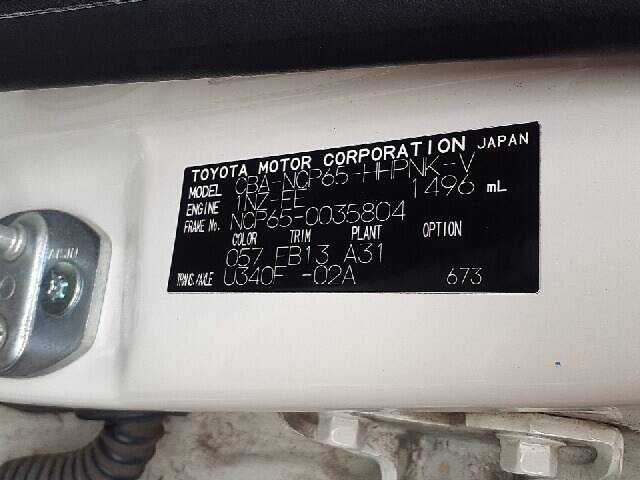 TOYOTA MOTOR CORPORATION JAPAN
MODEL CBA-NCP65-HHPNK-V
ENGINE 1NZ-FE 1496 mL
FRAME No. NCP65-0035804
COLOR TRIM PLANT OPTION
057 FB13 A31
TRANS./AXLE U340F -02A 673
AISIN